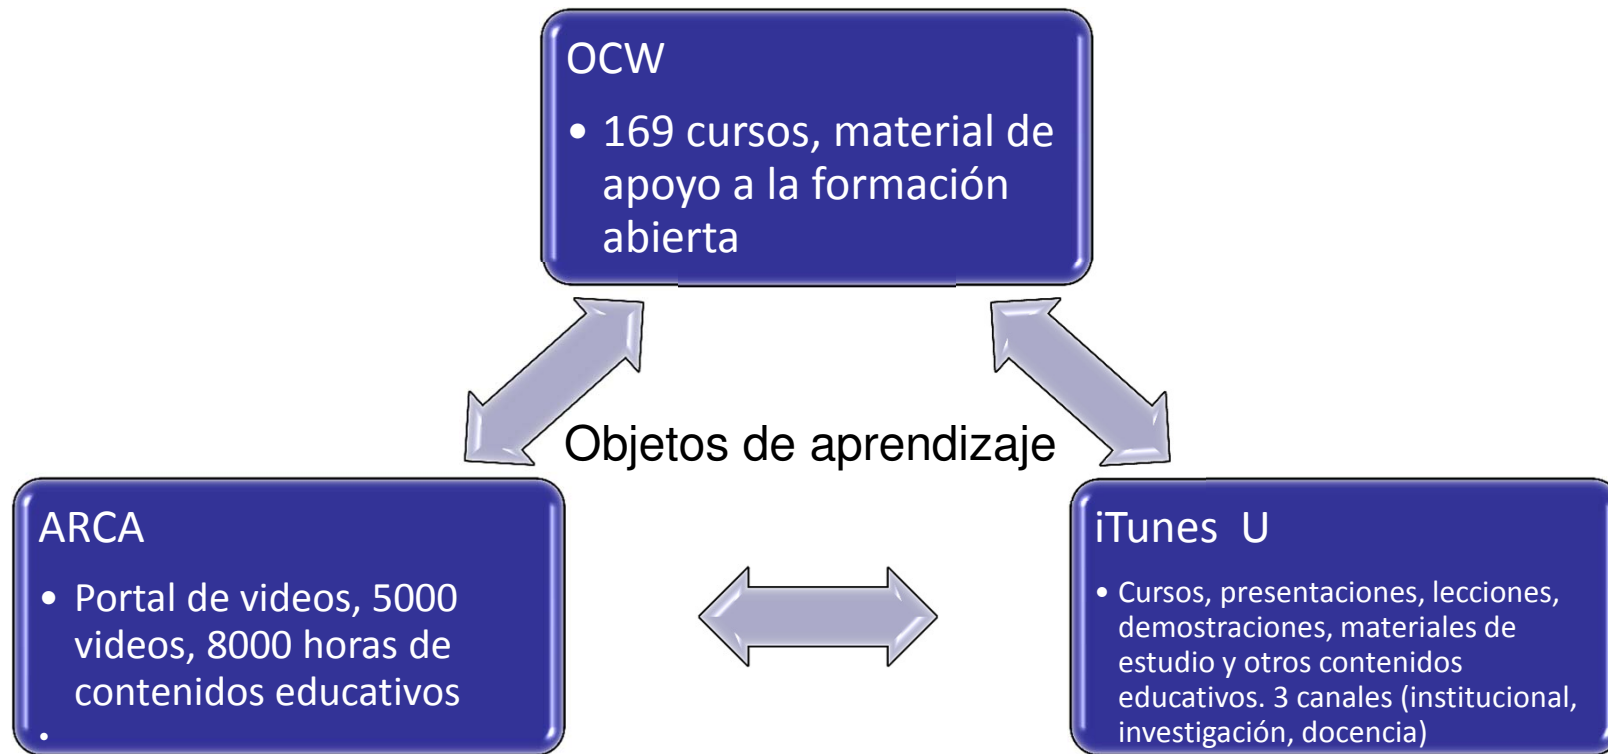 OCW
• 169 cursos, material de
apoyo a la formación
abierta
Objetos de aprendizaje
ARCA
• Portal de videos, 5000
videos, 8000 horas de
contenidos educativos
•
iTunes U
• Cursos, presentaciones, lecciones,
demostraciones, materiales de
estudio y otros contenidos
educativos. 3 canales (institucional,
investigación, docencia)